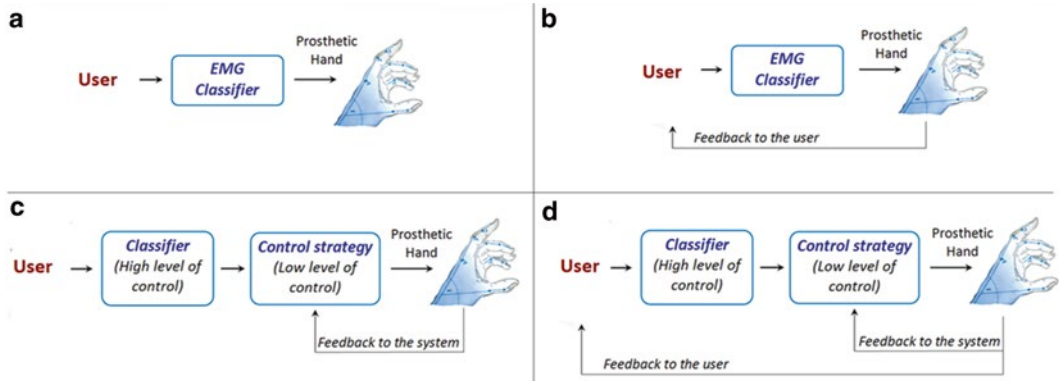 a
Prosthetic
Hand
User
EMG
Classifier
b
Prosthetic
Hand
User
EMG
Classifier
Feedback to the user
c
Prosthetic
Hand
User
Classifier
(High level of
control)
Control strategy
(Low level of
control)
Feedback to the system
d
Prosthetic
Hand
User
Classifier
(High level of
control)
Control strategy
(Low level of
control)
Feedback to the system
Feedback to the user